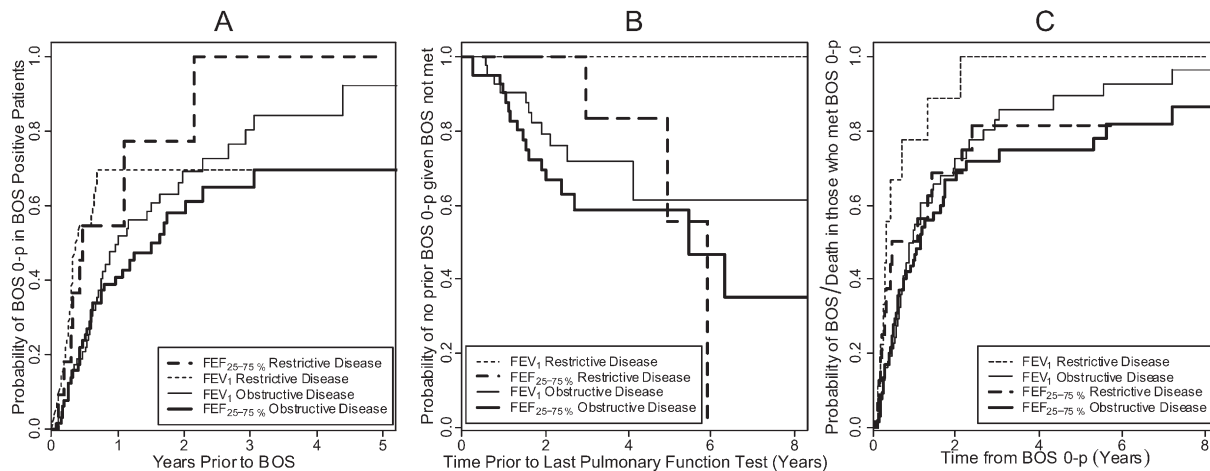 A
Probability of BOS 0-p in BOS Positive Patients
1.0
0.8
0.6
0.4
0.2
0.0
FEF25–75 % Restrictive Disease
FEV1 Restrictive Disease
FEV1 Obstructive Disease
FEF25–75 % Obstructive Disease
0 1 2 3 4 5
Years Prior to BOS
B
Probability of no prior BOS 0-p given BOS not met
1.0
0.8
0.6
0.4
0.2
0.0
FEV1 Restrictive Disease
FEF25–75 % Restrictive Disease
FEV1 Obstructive Disease
FEF25–75 % Obstructive Disease
0 2 4 6 8
Time Prior to Last Pulmonary Function Test (Years)
C
Probability of BOS/Death in those who met BOS 0-p
1.0
0.8
0.6
0.4
0.2
0.0
FEV1 Restrictive Disease
FEV1 Obstructive Disease
FEF25–75 % Restrictive Disease
FEF25–75 % Obstructive Disease
0 2 4 6 8
Time from BOS 0-p (Years)